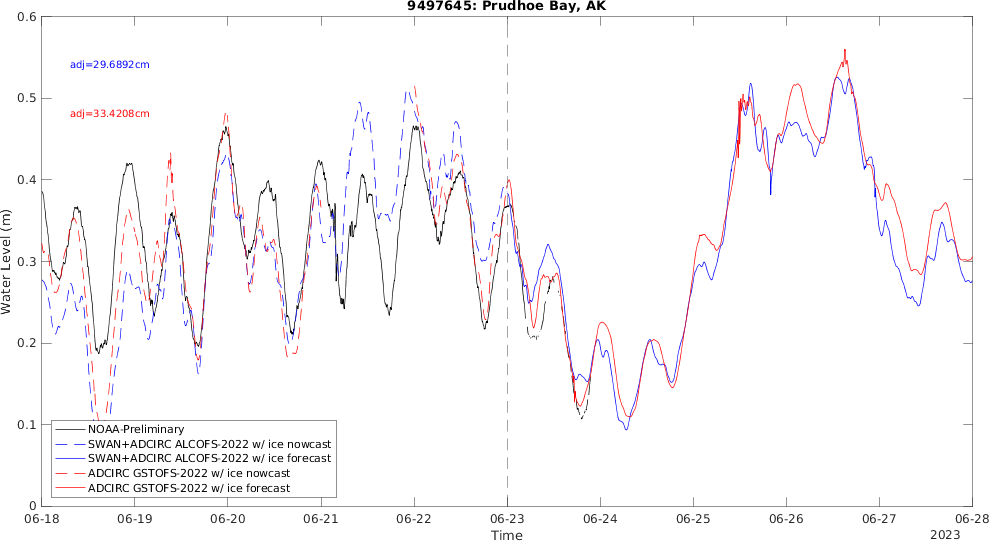 9497645: Prudhoe Bay, AK
0.6
adj=29.6892cm
0.5
adj=33.4208cm
0.4
0.3
Water Level (m)
0.2
0.1
NOAA-Preliminary
SWAN+ADCIRC ALCOFS-2022 w/ ice nowcast
SWAN+ADCIRC ALCOFS-2022 w/ ice forecast
ADCIRC GSTOFS-2022 w/ ice nowcast
ADCIRC GSTOFS-2022 w/ ice forecast
0
06-18 06-19 06-20 06-21 06-22 06-23 06-24 06-25 06-26 06-27 06-28
Time
2023